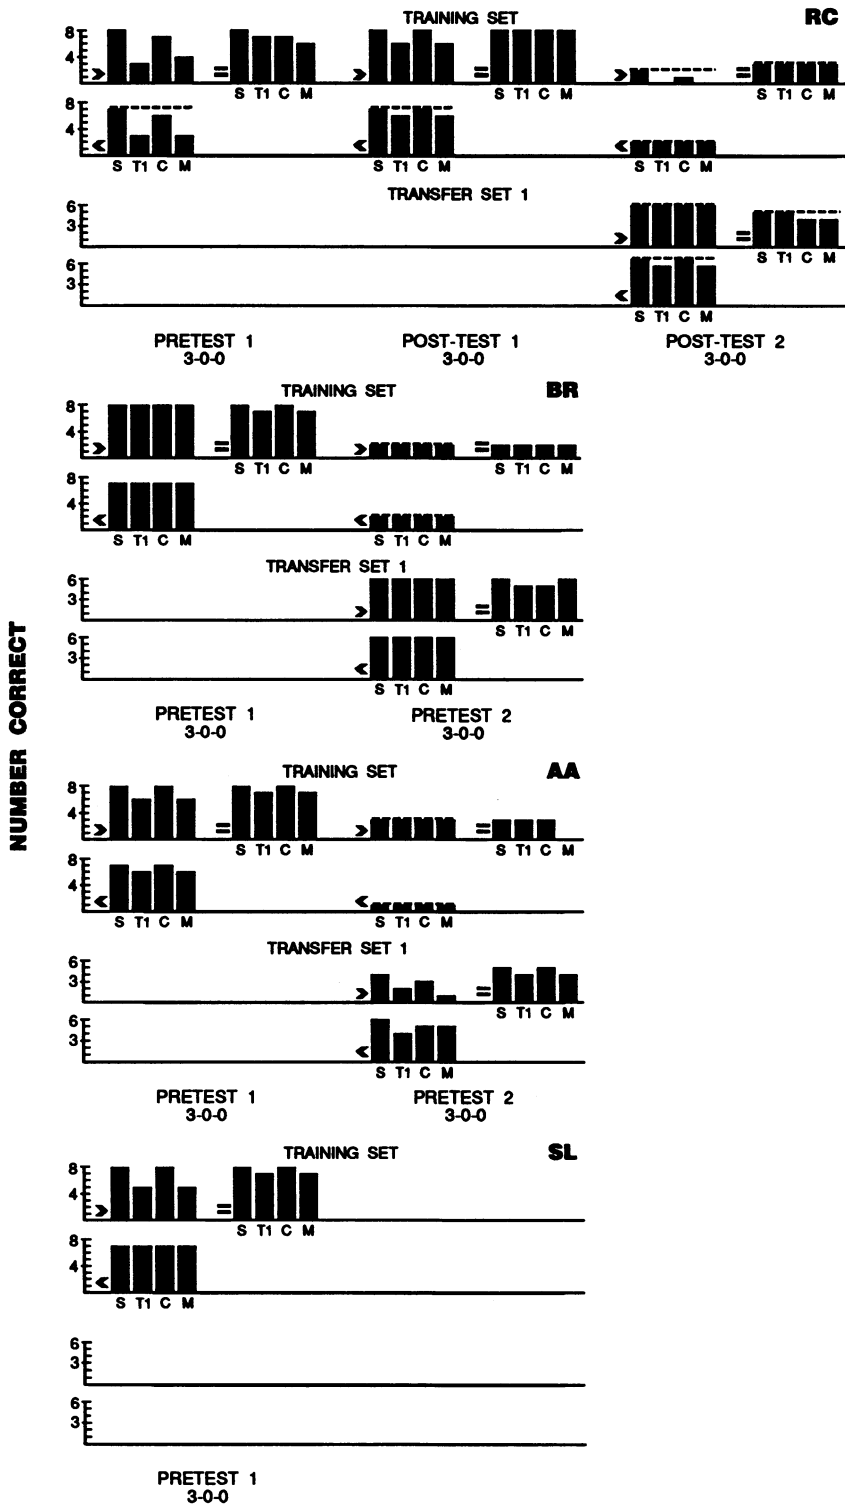 TRAINING SET RC
8
4
> = > = > =
S T1 C M S T1 C M S T1 C M
8
4
< < <
S T1 C M S T1 C M S T1 C M
TRANSFER SET 1
6
3
> =
S T1 C M
6
3
<
S T1 C M
PRETEST 1 POST-TEST 1 POST-TEST 2
3-0-0 3-0-0 3-0-0
TRAINING SET BR
8
4
> = > =
S T1 C M S T1 C M
8
4
< <
S T1 C M S T1 C M
TRANSFER SET 1
6
3
> =
S T1 C M
6
3
<
S T1 C M
PRETEST 1 PRETEST 2
3-0-0 3-0-0
NUMBER CORRECT
TRAINING SET AA
8
4
> = > =
S T1 C M S T1 C M
8
4
< <
S T1 C M S T1 C M
TRANSFER SET 1
6
3
> =
S T1 C M
6
3
<
S T1 C M
PRETEST 1 PRETEST 2
3-0-0 3-0-0
TRAINING SET SL
8
4
> =
S T1 C M
8
4
<
S T1 C M
6
3
6
3
PRETEST 1
3-0-0